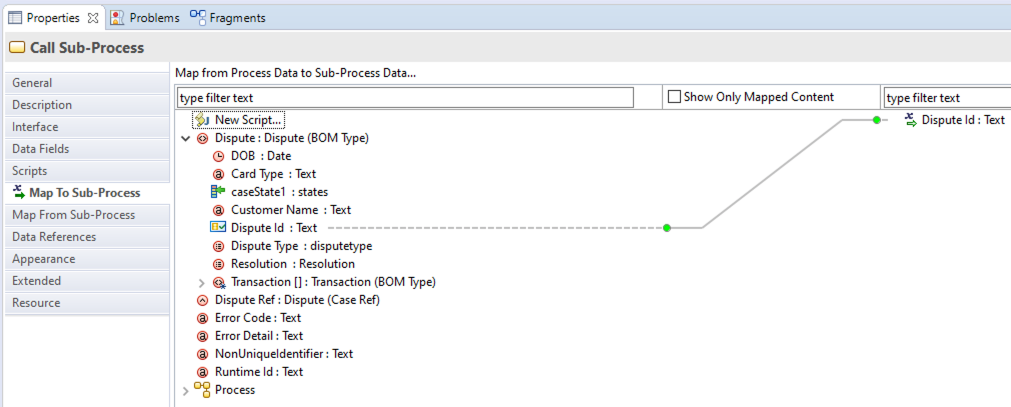 Properties Problems Fragments
Call Sub-Process
General
Description
Interface
Data Fields
Scripts
Map To Sub-Process
Map From Sub-Process
Data References
Appearance
Extended
Resource
Map from Process Data to Sub-Process Data...
type filter text
Show Only Mapped Content
type filter text
New Script...
Dispute : Dispute (BOM Type)
DOB : Date
Card Type : Text
caseState1 : states
Customer Name : Text
Dispute Id : Text
Dispute Type : disputetype
Resolution : Resolution
Transaction [] : Transaction (BOM Type)
Dispute Ref : Dispute (Case Ref)
Error Code : Text
Error Detail : Text
NonUniqueIdentifier : Text
Runtime Id : Text
Process
Dispute Id : Text